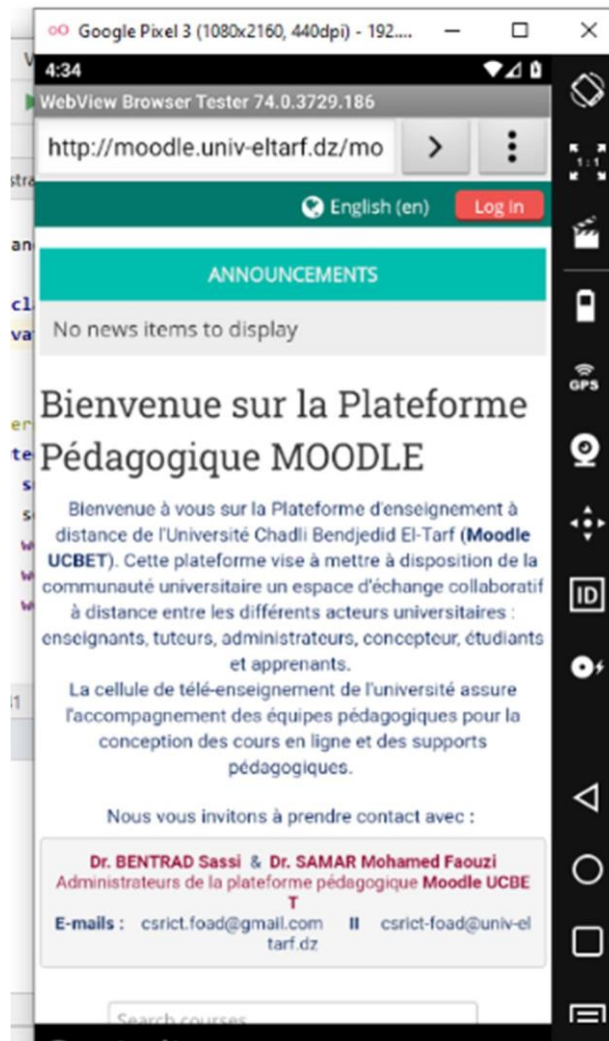 Google Pixel 3 (1080x2160, 440dpi) - 192....
4:34
WebView Browser Tester 74.0.3729.186
http://moodle.univ-eltarf.dz/mo
English (en) Log In
ANNOUNCEMENTS
No news items to display
Bienvenue sur la Plateforme
Pédagogique MOODLE
Bienvenue à vous sur la Plateforme d'enseignement à
distance de l'Université Chadli Bendjedid El-Tarf (Moodle
UCBET). Cette plateforme vise à mettre à disposition de la
communauté universitaire un espace d'échange collaboratif
à distance entre les différents acteurs universitaires :
enseignants, tuteurs, administrateurs, concepteur, étudiants
et apprenants.
La cellule de télé-enseignement de l'université assure
l'accompagnement des équipes pédagogiques pour la
conception des cours en ligne et des supports
pédagogiques.
Nous vous invitons à prendre contact avec :
Dr. BENTRAD Sassi & Dr. SAMAR Mohamed Faouzi
Administrateurs de la plateforme pédagogique Moodle UCBE
T
E-mails : csrict.foad@gmail.com II csrict-foad@univ-el
tarf.dz
Search courses
1:1
GPS
ID